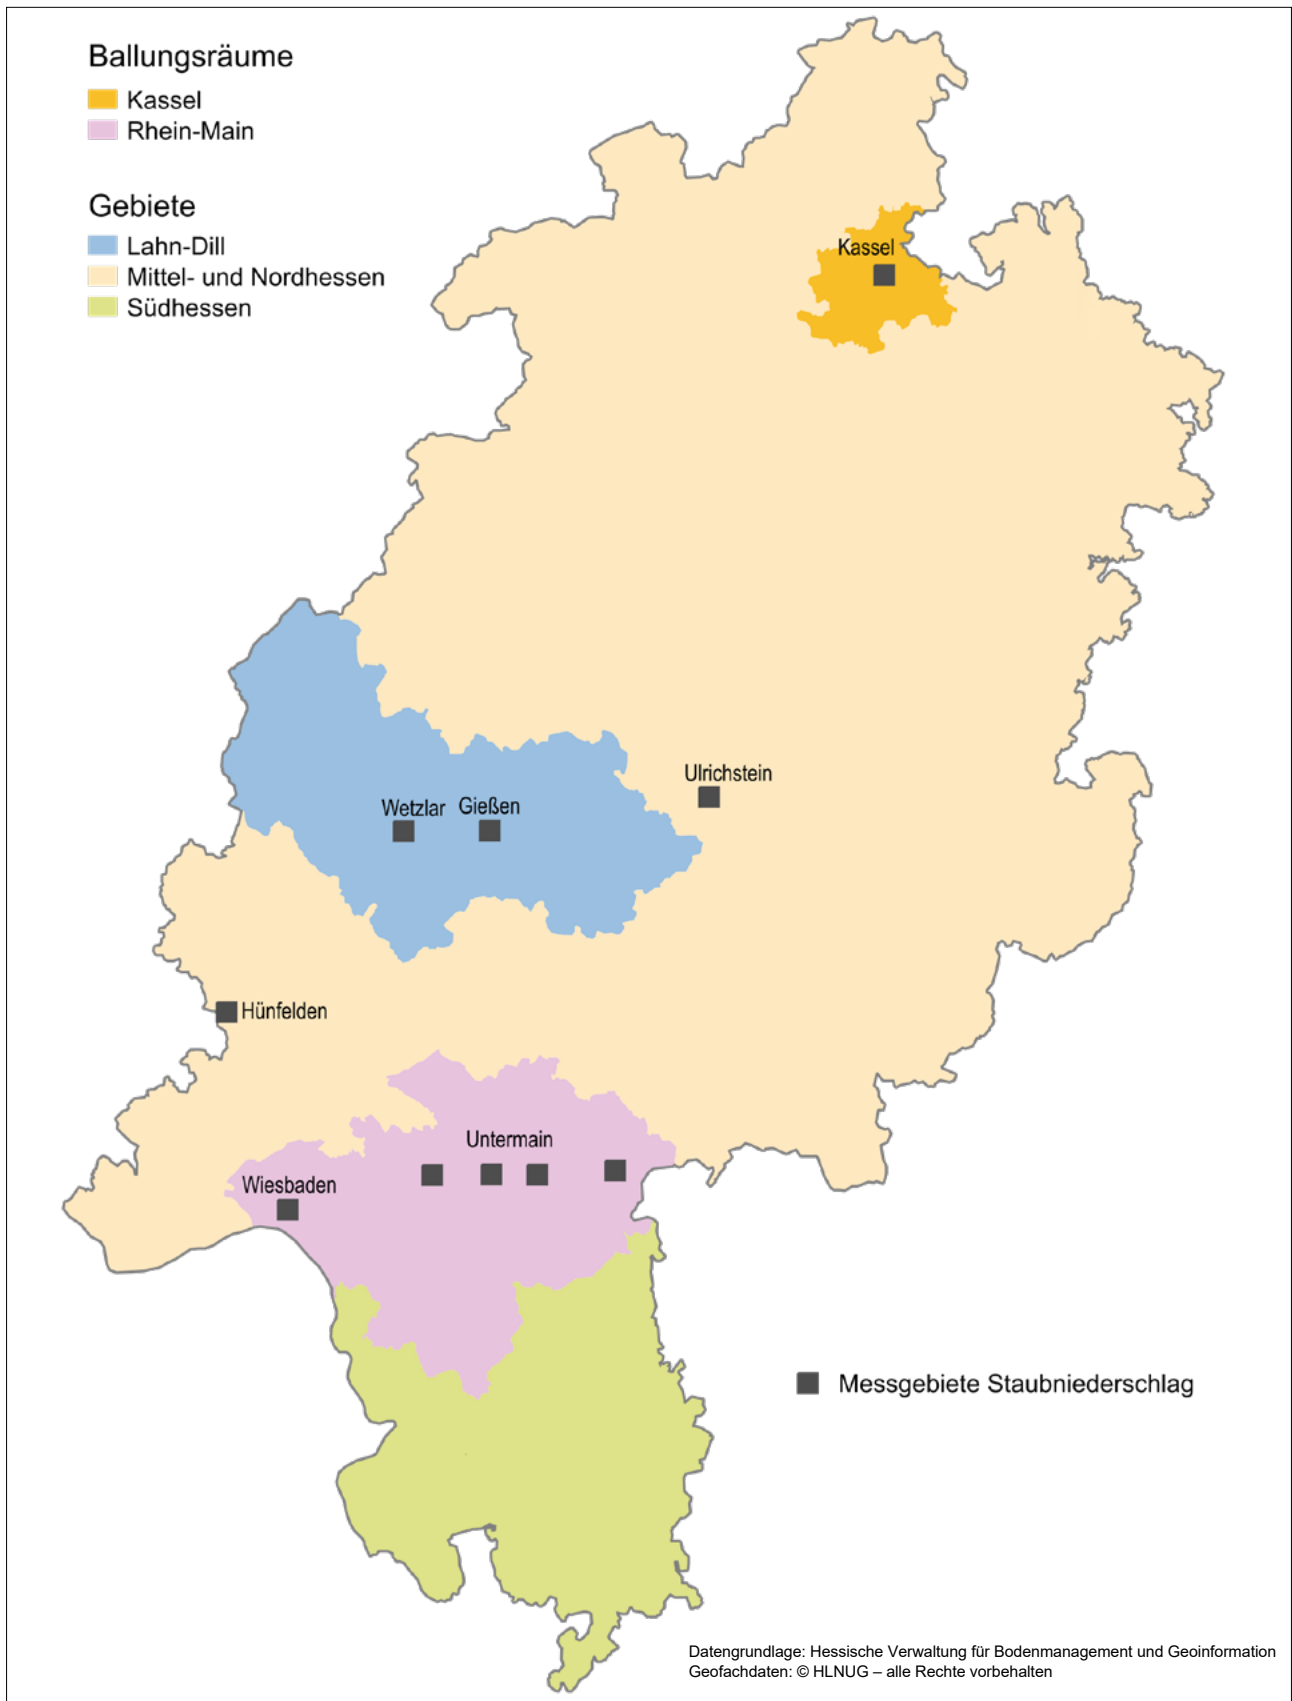 Ballungsräume
Kassel
Rhein-Main
Gebiete
Lahn-Dill
Mittel- und Nordhessen
Südhessen
Kassel
Ulrichstein
Wetzlar
Gießen
Hünfelden
Untermain
Wiesbaden
Messgebiete Staubniederschlag
Datengrundlage: Hessische Verwaltung für Bodenmanagement und Geoinformation
Geofachdaten: © HLNUG – alle Rechte vorbehalten